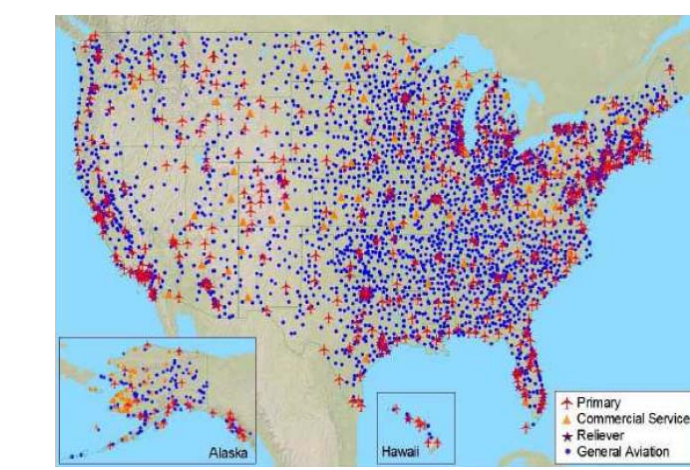 Primary
Commercial Service
Reliever
General Aviation
Alaska
Hawaii